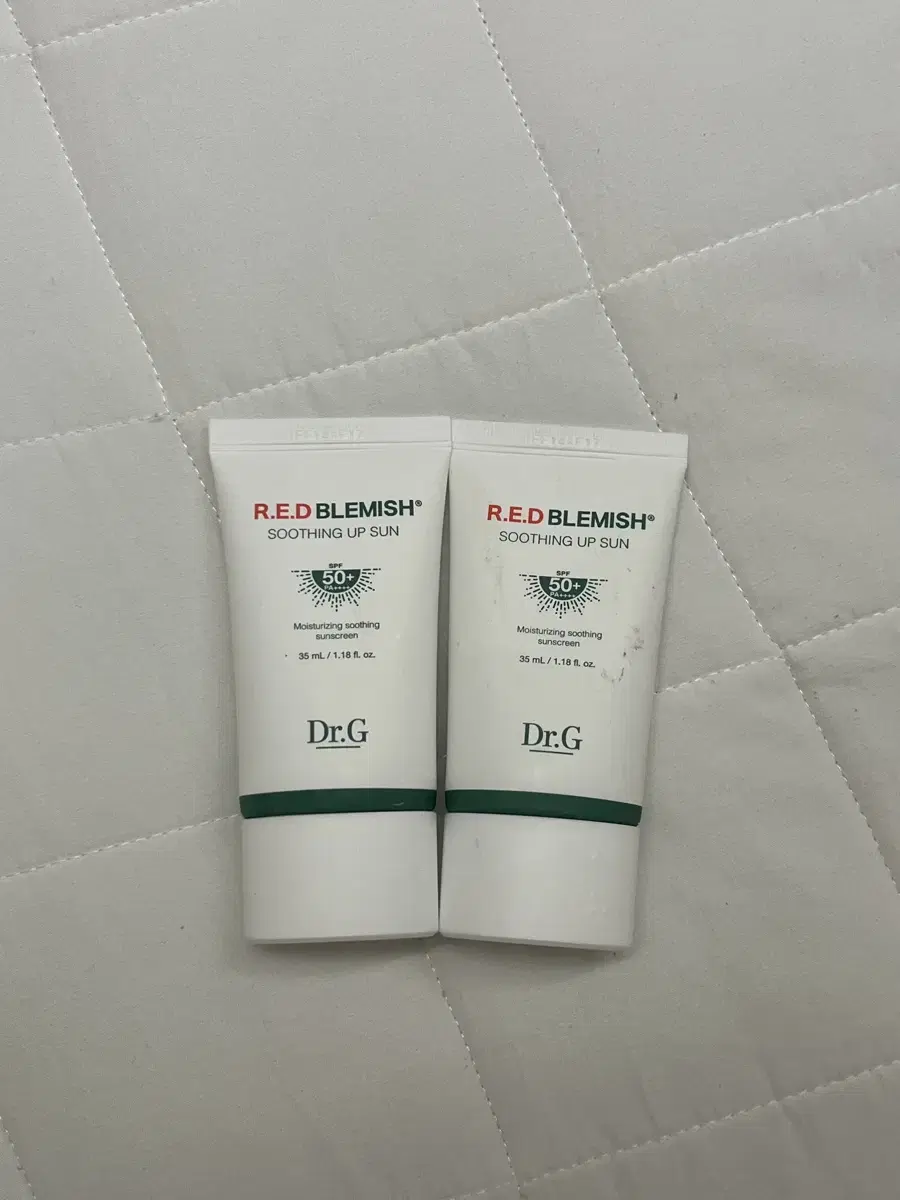 R.E.D BLEMISH®
SOOTHING UP SUN
SPF
50+
PA++++
Moisturizing soothing
sunscreen
35 mL / 1.18 fl. oz.
Dr.G
R.E.D BLEMISH®
SOOTHING UP SUN
SPF
50+
PA++++
Moisturizing soothing
sunscreen
35 mL / 1.18 fl. oz.
Dr.G